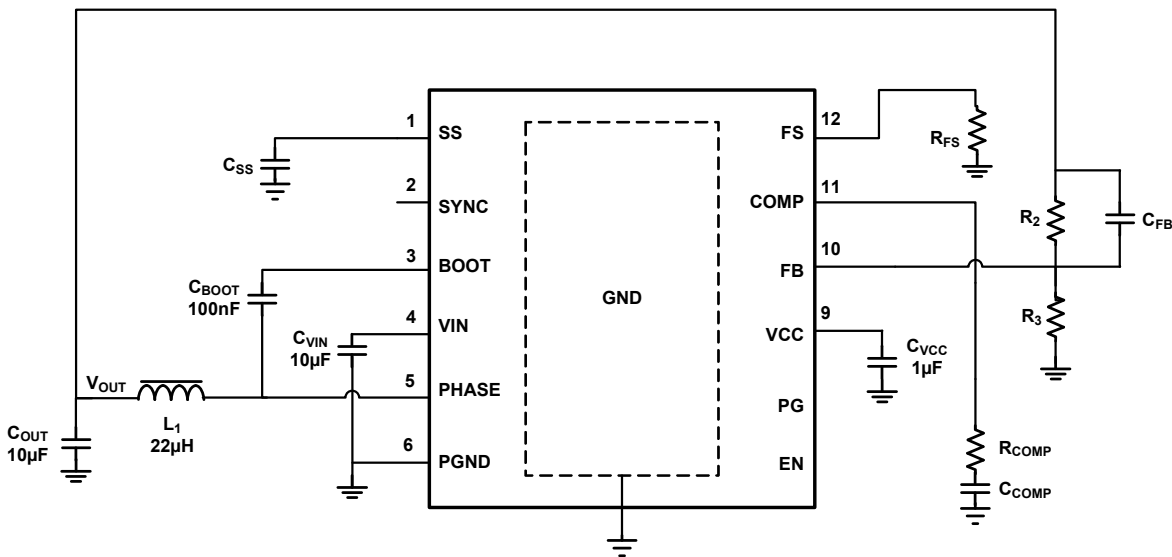 1
SS
C_SS
2
SYNC
3
BOOT
C_BOOT
100nF
4
VIN
C_VIN
10µF
5
PHASE
V_OUT
L_1
22µH
C_OUT
10µF
6
PGND
GND
12
FS
R_FS
11
COMP
R_2
C_FB
10
FB
R_3
9
VCC
C_VCC
1µF
PG
EN
R_COMP
C_COMP